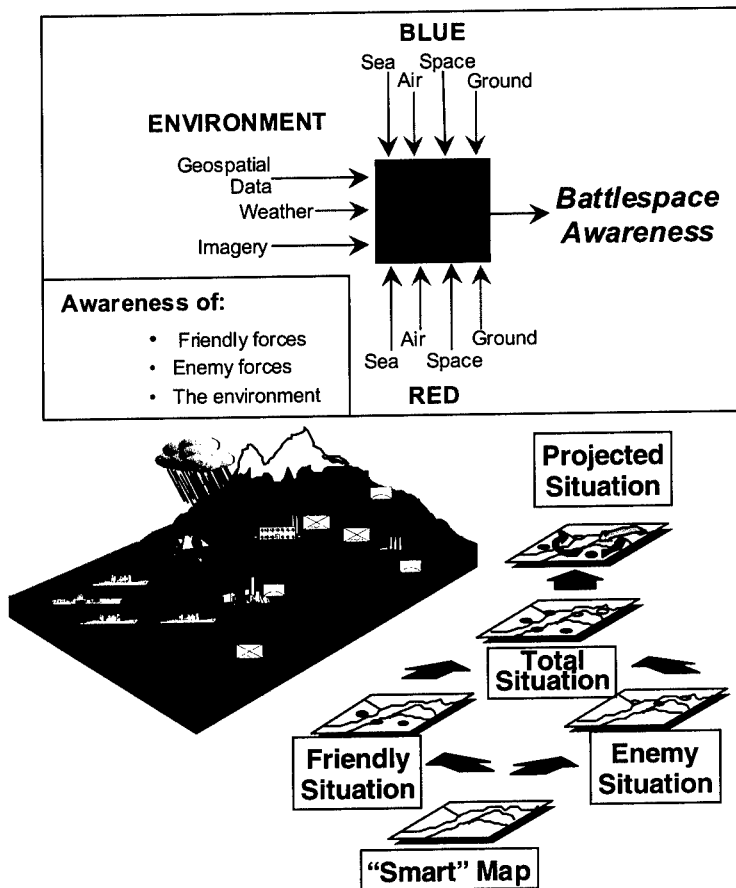 BLUE
Sea
Air
Space
Ground
ENVIRONMENT
Geospatial
Data
Weather
Imagery
Battlespace
Awareness
Awareness of:
• Friendly forces
• Enemy forces
• The environment
Sea
Air
Space
Ground
RED
Projected
Situation
Total
Situation
Friendly
Situation
Enemy
Situation
“Smart” Map